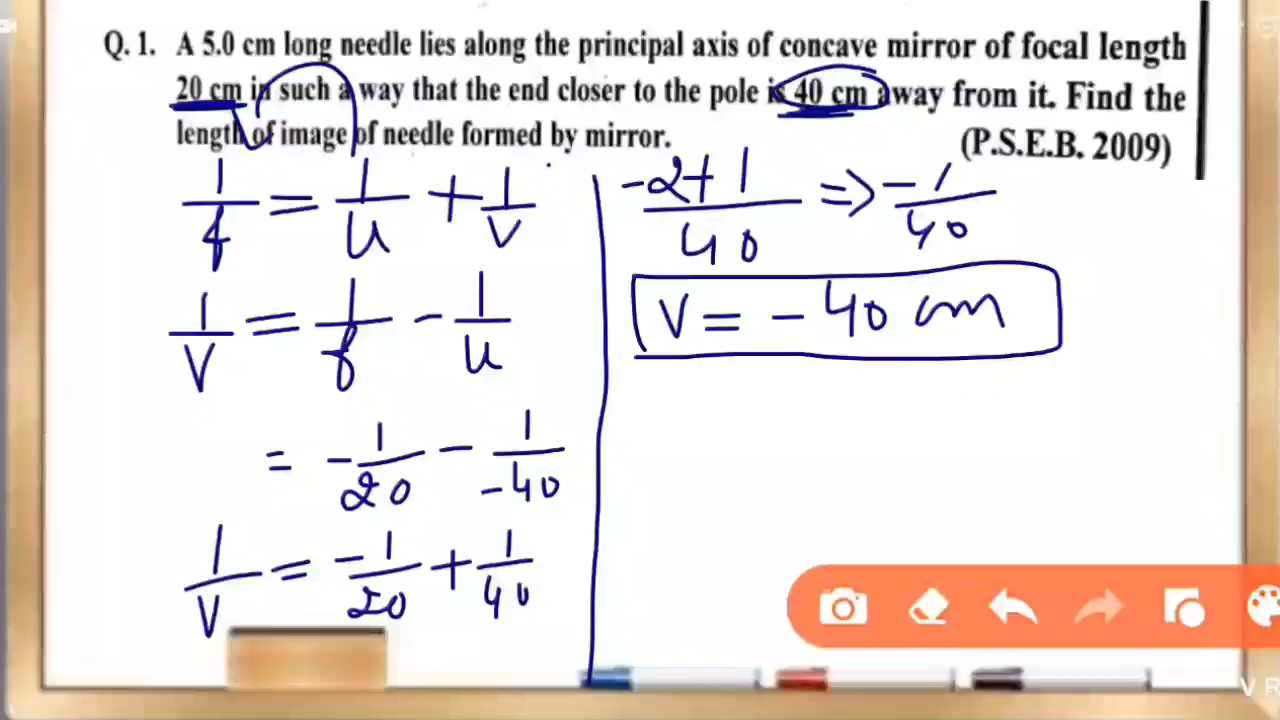 Q. 1. A 5.0 cm long needle lies along the principal axis of concave mirror of focal length
20 cm in such a way that the end closer to the pole is 40 cm away from it. Find the
length of image of needle formed by mirror. (P.S.E.B. 2009)
1/f = 1/u + 1/v
1/v = 1/f - 1/u
= -1/20 - 1/-40
1/v = -1/20 + 1/40
-2+1/40 => -1/40
V = - 40 cm
V R